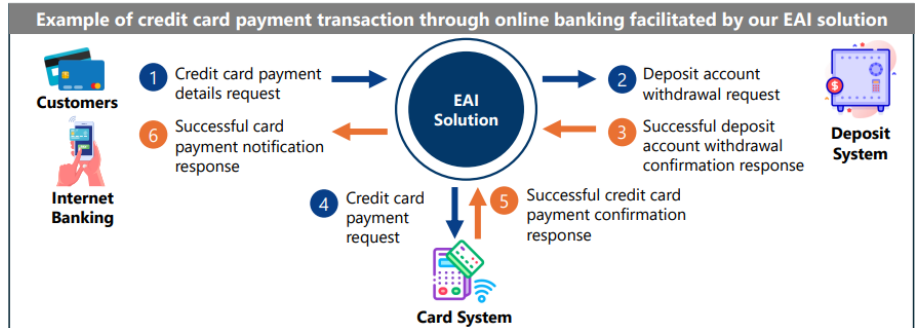 Example of credit card payment transaction through online banking facilitated by our EAI solution
Customers
Internet
Banking
1 Credit card payment
details request
6 Successful card
payment notification
response
EAI
Solution
2 Deposit account
withdrawal request
3 Successful deposit
account withdrawal
confirmation response
$
Deposit
System
4 Credit card
payment
request
5 Successful credit card
payment confirmation
response
Card System